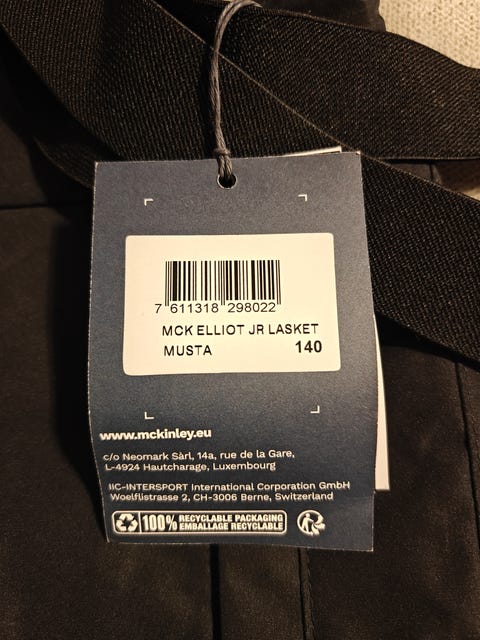 7 611318 298022
MCK ELLIOT JR LASKET
MUSTA 140
www.mckinley.eu
c/o Neomark Sàrl, 14a, rue de la Gare,
L-4924 Hautcharage, Luxembourg
IIC-INTERSPORT International Corporation GmbH
Woelflistrasse 2, CH-3006 Berne, Switzerland
100% RECYCLABLE PACKAGING
EMBALLAGE RECYCLABLE